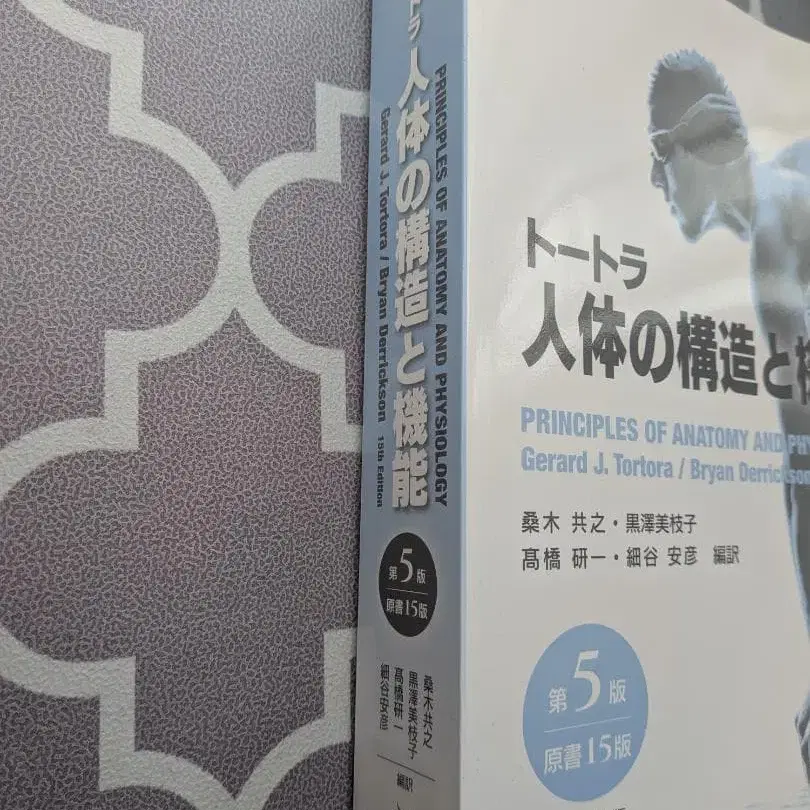 トラ 人体の構造と機能
PRINCIPLES OF ANATOMY AND PHYSIOLOGY
Gerard J. Tortora / Bryan Derrickson 15th Edition
第5版
原書15版
桑木共之
黒澤美枝子
高橋研一
細谷安彦
編訳
トートラ
人体の構造と機
PRINCIPLES OF ANATOMY AND PHY
Gerard J. Tortora / Bryan Derrickson
桑木 共之・黒澤美枝子
髙橋 研一・細谷 安彦 編訳
第5版
原書15版